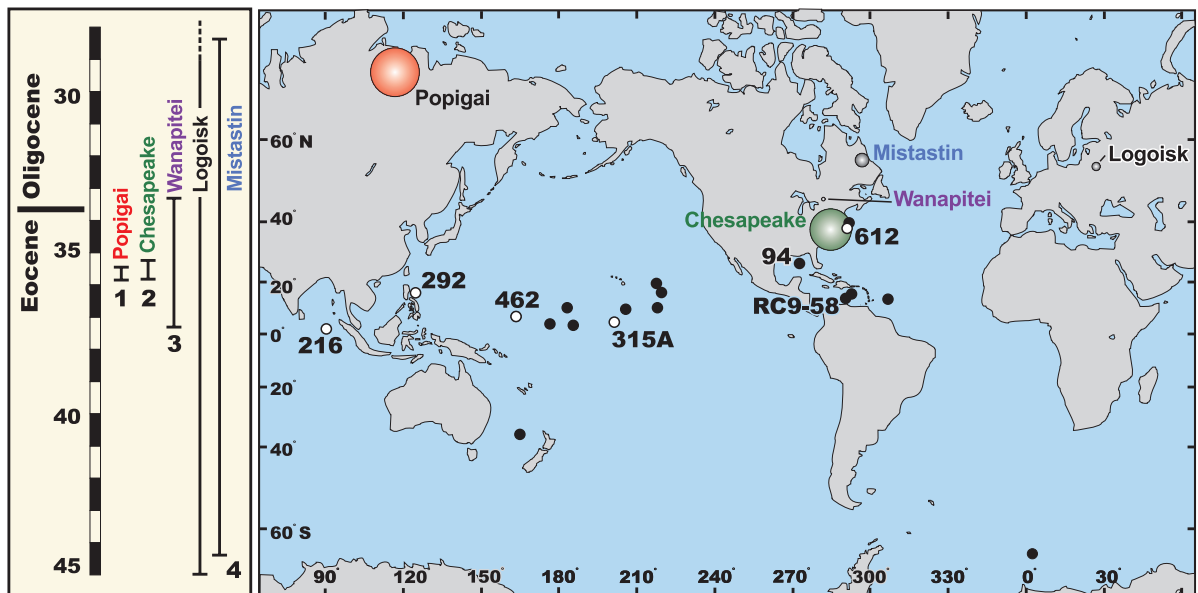 Eocene Oligocene
30
35
40
45
Popigai
Chesapeake
Wanapitei
Logoisk
Mistastin
1
2
3
4
Popigai
60° N
40°
20°
0°
20°
40°
60° S
Mistastin
Logoisk
Wanapitei
Chesapeake
612
94
RC9-58
292
462
315A
216
90° 120° 150° 180° 210° 240° 270° 300° 330° 0° 30°